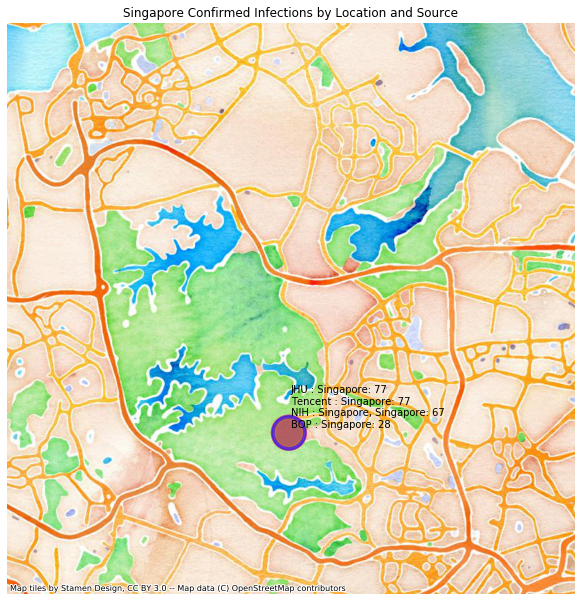 Singapore Confirmed Infections by Location and Source
JHU : Singapore: 77
Tencent : Singapore: 77
NIH : Singapore, Singapore: 67
BOP : Singapore: 28
Map tiles by Stamen Design, CC BY 3.0 -- Map data (C) OpenStreetMap contributors